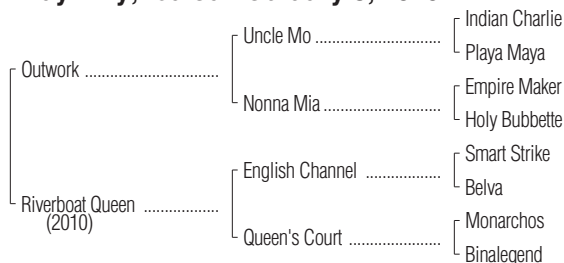 Indian Charlie
Uncle Mo
Playa Maya
Outwork
Empire Maker
Nonna Mia
Holy Bubbette
Smart Strike
English Channel
Belva
Riverboat Queen
(2010)
Monarchos
Queen's Court
Binalegend